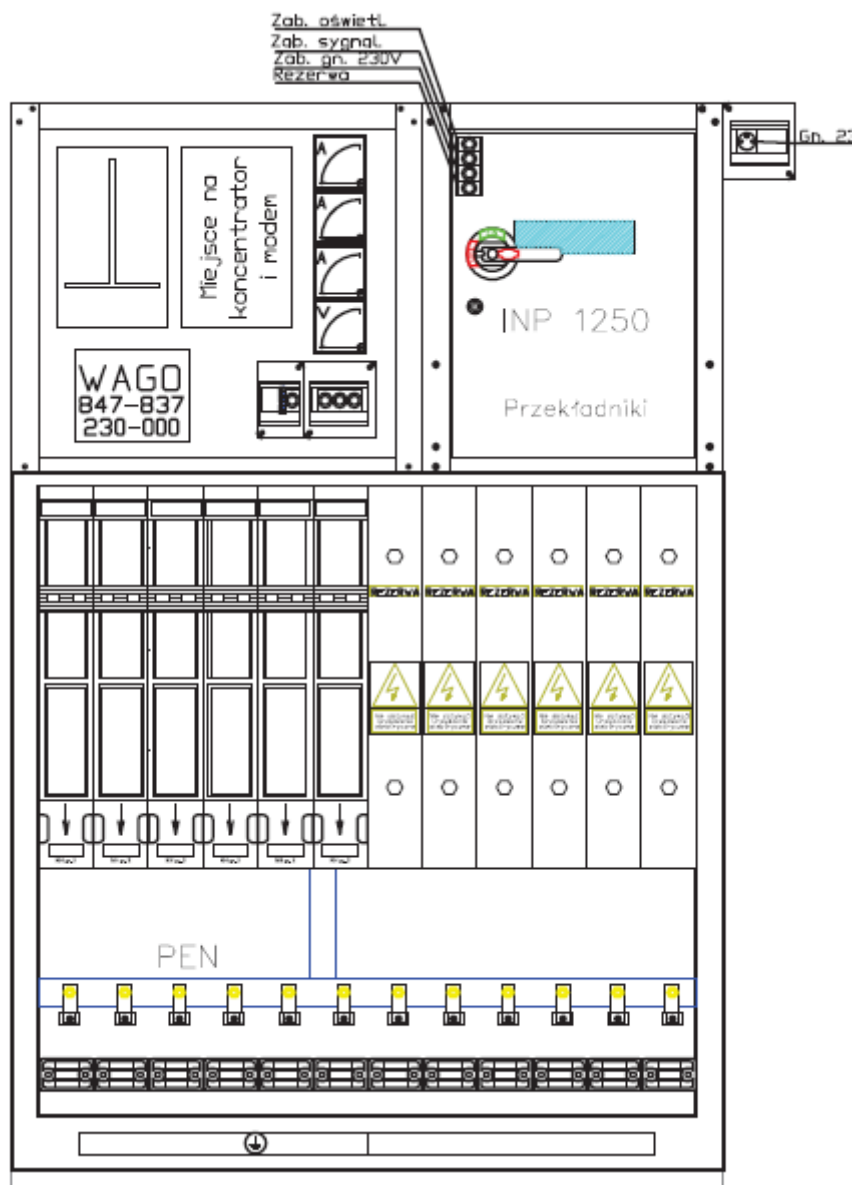 Zab. oświetl.
Zab. sygnal.
Zab. gn. 230V
Rezerwa
Gn. 23
Miejsce na
koncentrator
i modem
A
A
A
V
INP 1250
Przekładniki
WAGO
847-837
230-000
REZERWA REZERWA REZERWA REZERWA REZERWA REZERWA
PEN